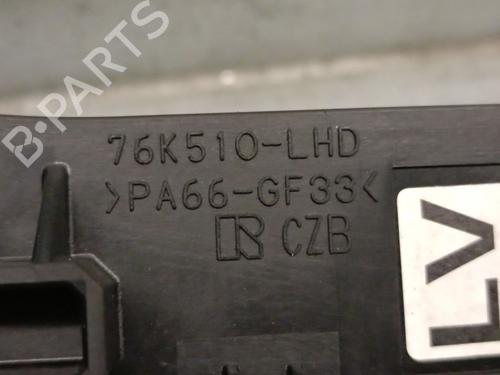 B-PARTS
76K510-LHD
>PA66-GF33<
R CZB
LV